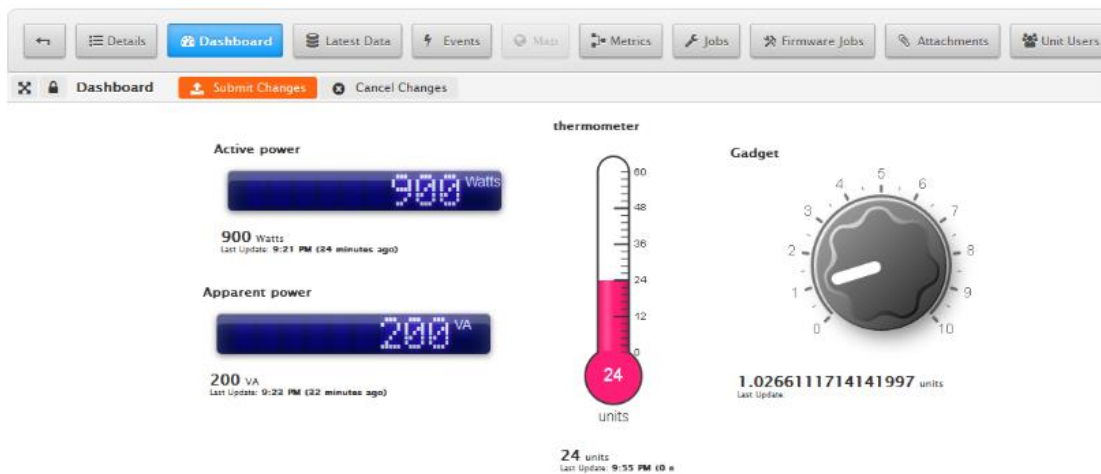 Details Dashboard Latest Data Events Map Metrics Jobs Firmware Jobs Attachments Unit Users
Dashboard Submit Changes Cancel Changes
Active power
900 Watts
900 Watts
Last Update: 9:21 PM (34 minutes ago)
Apparent power
200 VA
200 VA
Last Update: 9:23 PM (32 minutes ago)
thermometer
60
48
36
24
12
0
24
units
24 units
Last Update: 9:55 PM (0
Gadget
0 1 2 3 4 5 6 7 8 9 10
1.0266111714141997 units
Last Update: